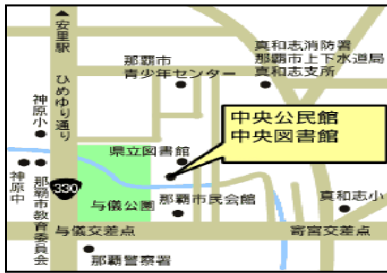 ▲安里駅
ひめゆり通り
那覇市
青少年センター
真和志消防署
那覇市上下水道局
真和志支所
神原小
中央公民館
中央図書館
県立図書館
神原中
那覇市教育委員会
330
与儀公園
那覇市民会館
真和志小
与儀交差点
寄宮交差点
那覇警察署